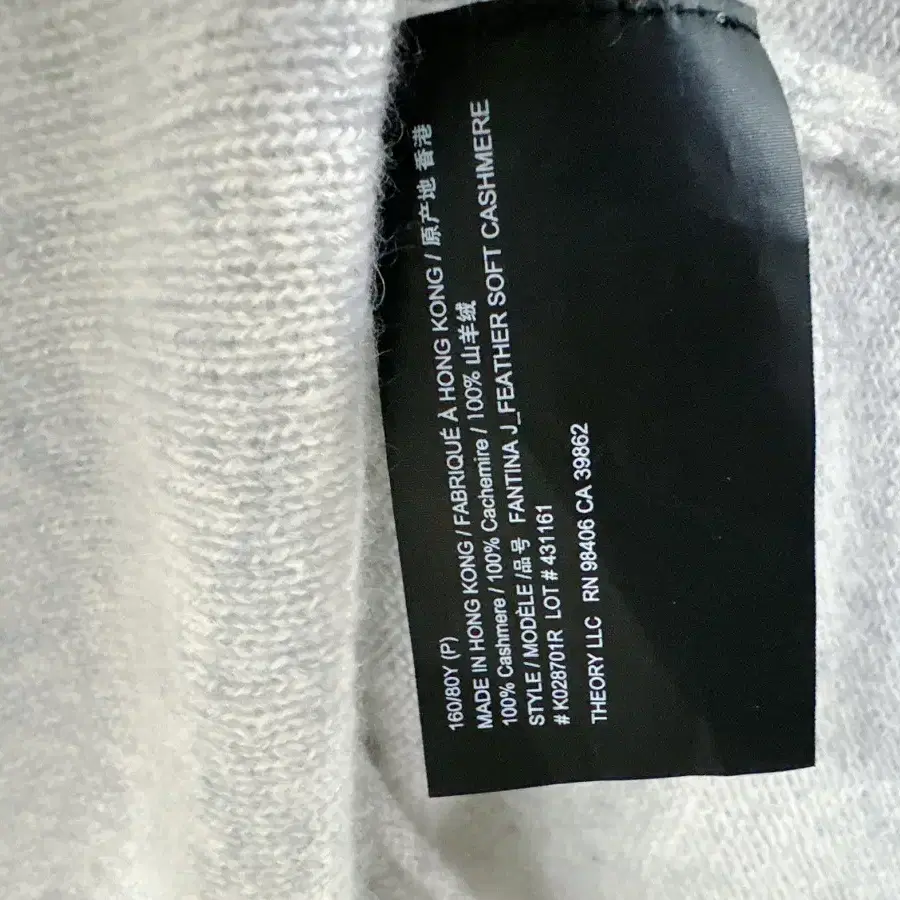 160/80Y (P)
MADE IN HONG KONG / FABRIQUÉ À HONG KONG / 原产地 香港
100% Cashmere / 100% Cachemire / 100% 山羊绒
STYLE / MODÈLE /品号 FANTINA J_FEATHER SOFT CASHMERE
# K028701R LOT # 431161
THEORY LLC RN 98406 CA 39862